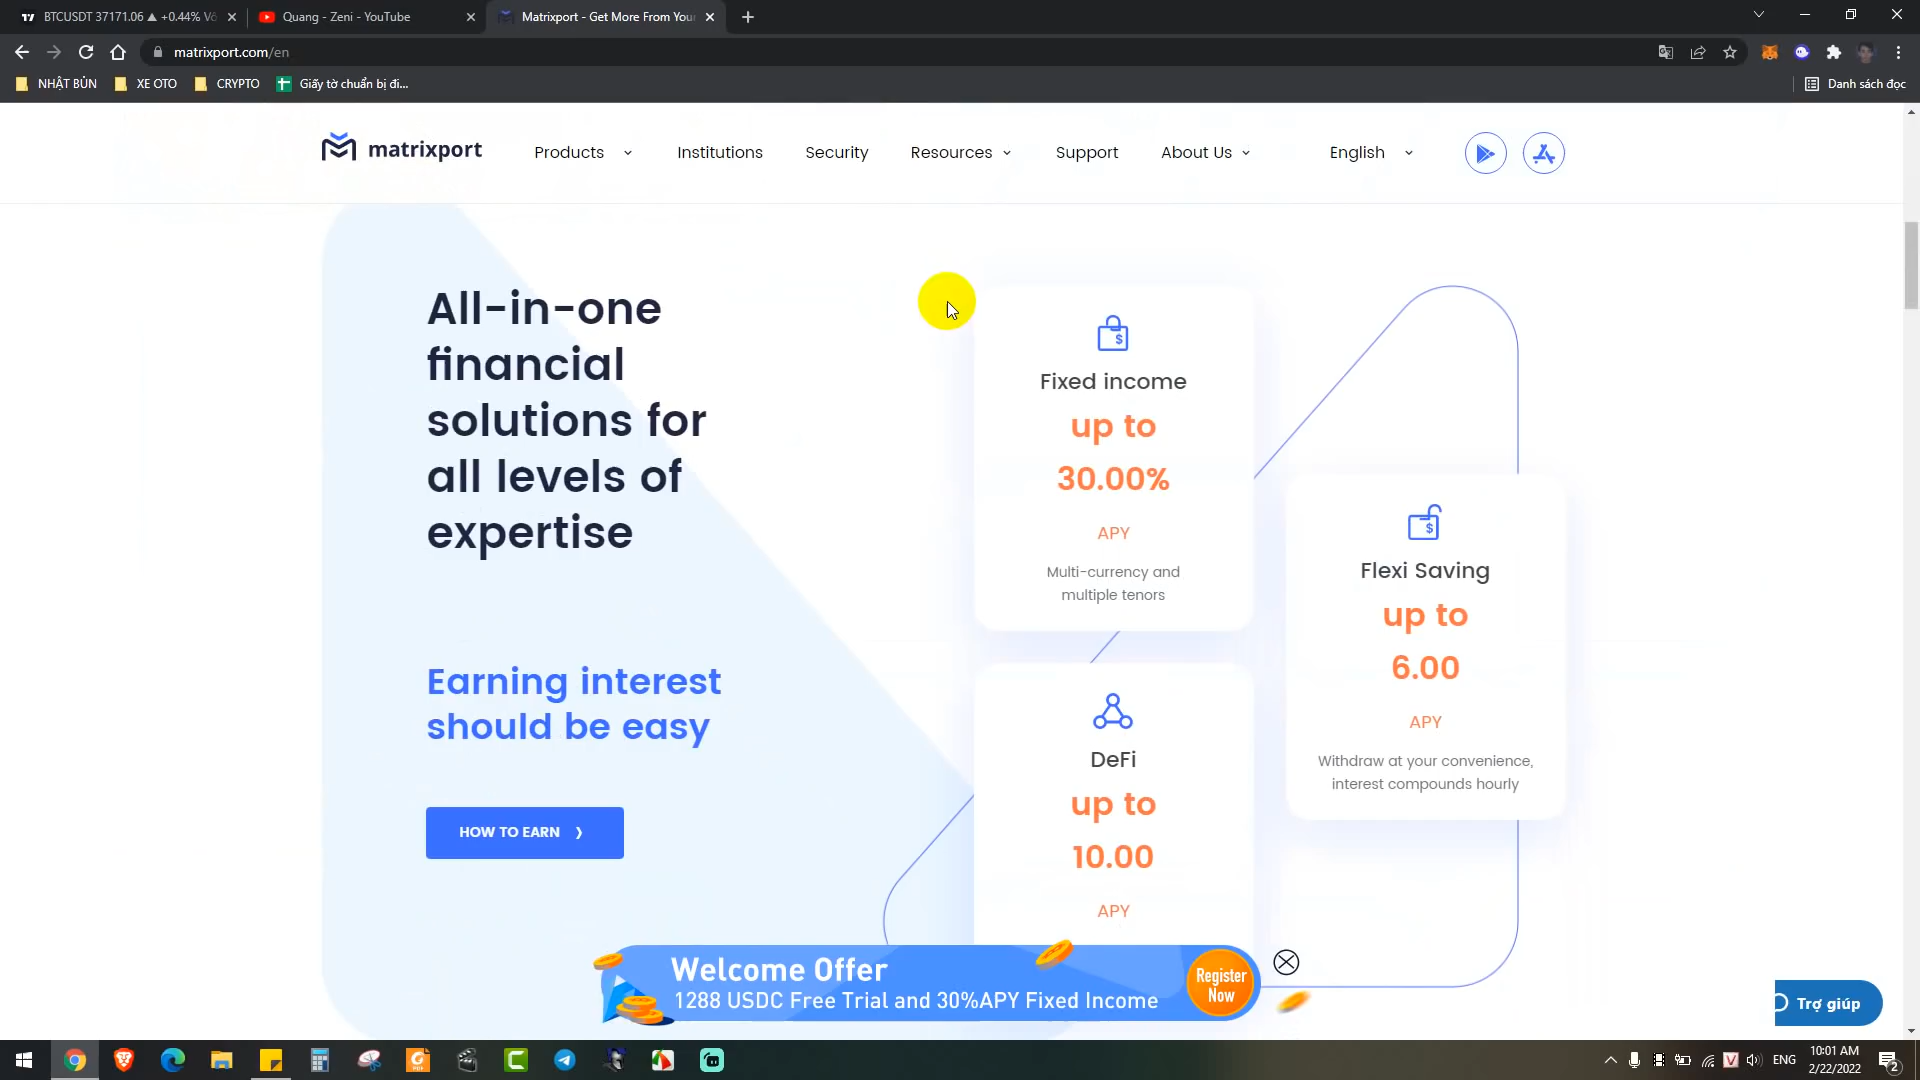 BTCUSDT 37171.06 ▲ +0.44% Vô
Quang - Zeni - YouTube
Matrixport - Get More From Your
matrixport.com/en
NHẬT BỦN
XE OTO
CRYPTO
Giấy tờ chuẩn bị đi...
Danh sách đọc
matrixport
Products
Institutions
Security
Resources
Support
About Us
English
All-in-one
financial
solutions for
all levels of
expertise
Earning interest
should be easy
HOW TO EARN
Fixed income
up to
30.00%
APY
Multi-currency and
multiple tenors
Flexi Saving
up to
6.00
APY
Withdraw at your convenience,
interest compounds hourly
DeFi
up to
10.00
APY
Welcome Offer
1288 USDC Free Trial and 30%APY Fixed Income
Register
Now
Trợ giúp
ENG
10:01 AM
2/22/2022
2